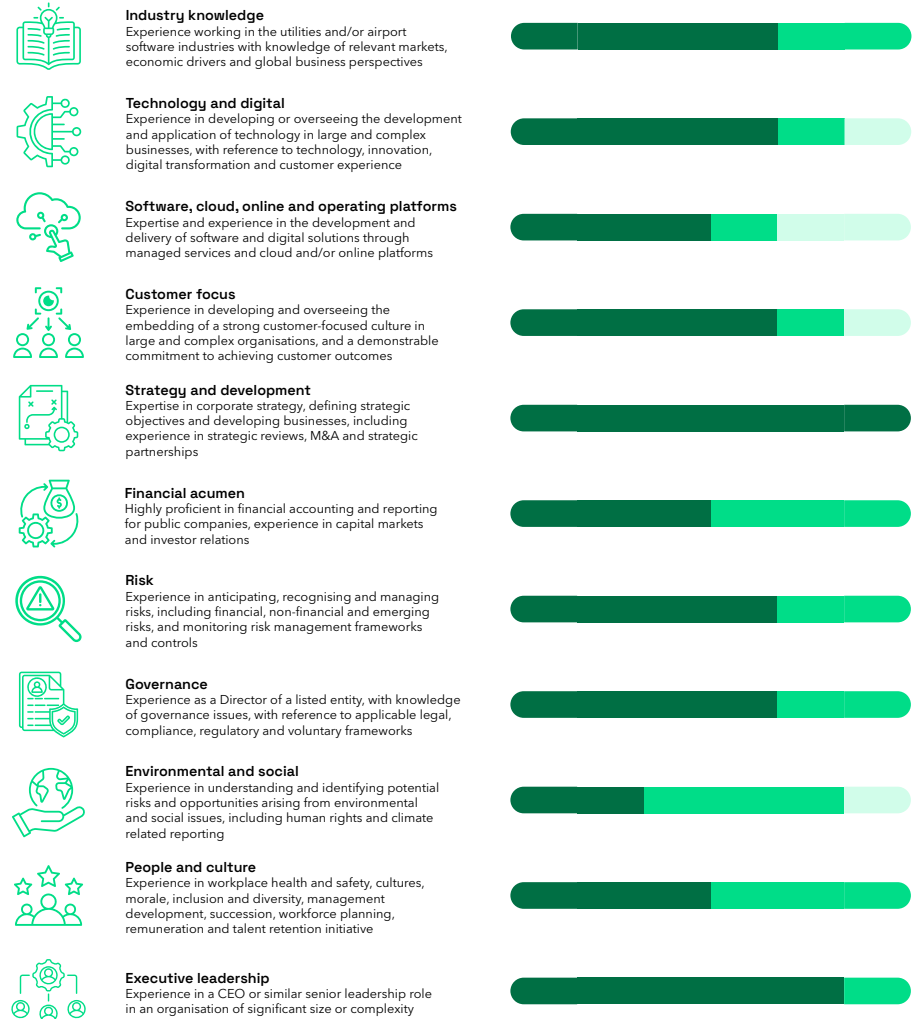 Industry knowledge
Experience working in the utilities and/or airport
software industries with knowledge of relevant markets,
economic drivers and global business perspectives
Technology and digital
Experience in developing or overseeing the development
and application of technology in large and complex
businesses, with reference to technology, innovation,
digital transformation and customer experience
Software, cloud, online and operating platforms
Expertise and experience in the development and
delivery of software and digital solutions through
managed services and cloud and/or online platforms
Customer focus
Experience in developing and overseeing the
embedding of a strong customer-focused culture in
large and complex organisations, and a demonstrable
commitment to achieving customer outcomes
Strategy and development
Expertise in corporate strategy, defining strategic
objectives and developing businesses, including
experience in strategic reviews, M&A and strategic
partnerships
$
Financial acumen
Highly proficient in financial accounting and reporting
for public companies, experience in capital markets
and investor relations
Risk
Experience in anticipating, recognising and managing
risks, including financial, non-financial and emerging
risks, and monitoring risk management frameworks
and controls
Governance
Experience as a Director of a listed entity, with knowledge
of governance issues, with reference to applicable legal,
compliance, regulatory and voluntary frameworks
Environmental and social
Experience in understanding and identifying potential
risks and opportunities arising from environmental
and social issues, including human rights and climate
related reporting
People and culture
Experience in workplace health and safety, cultures,
morale, inclusion and diversity, management
development, succession, workforce planning,
remuneration and talent retention initiative
Executive leadership
Experience in a CEO or similar senior leadership role
in an organisation of significant size or complexity